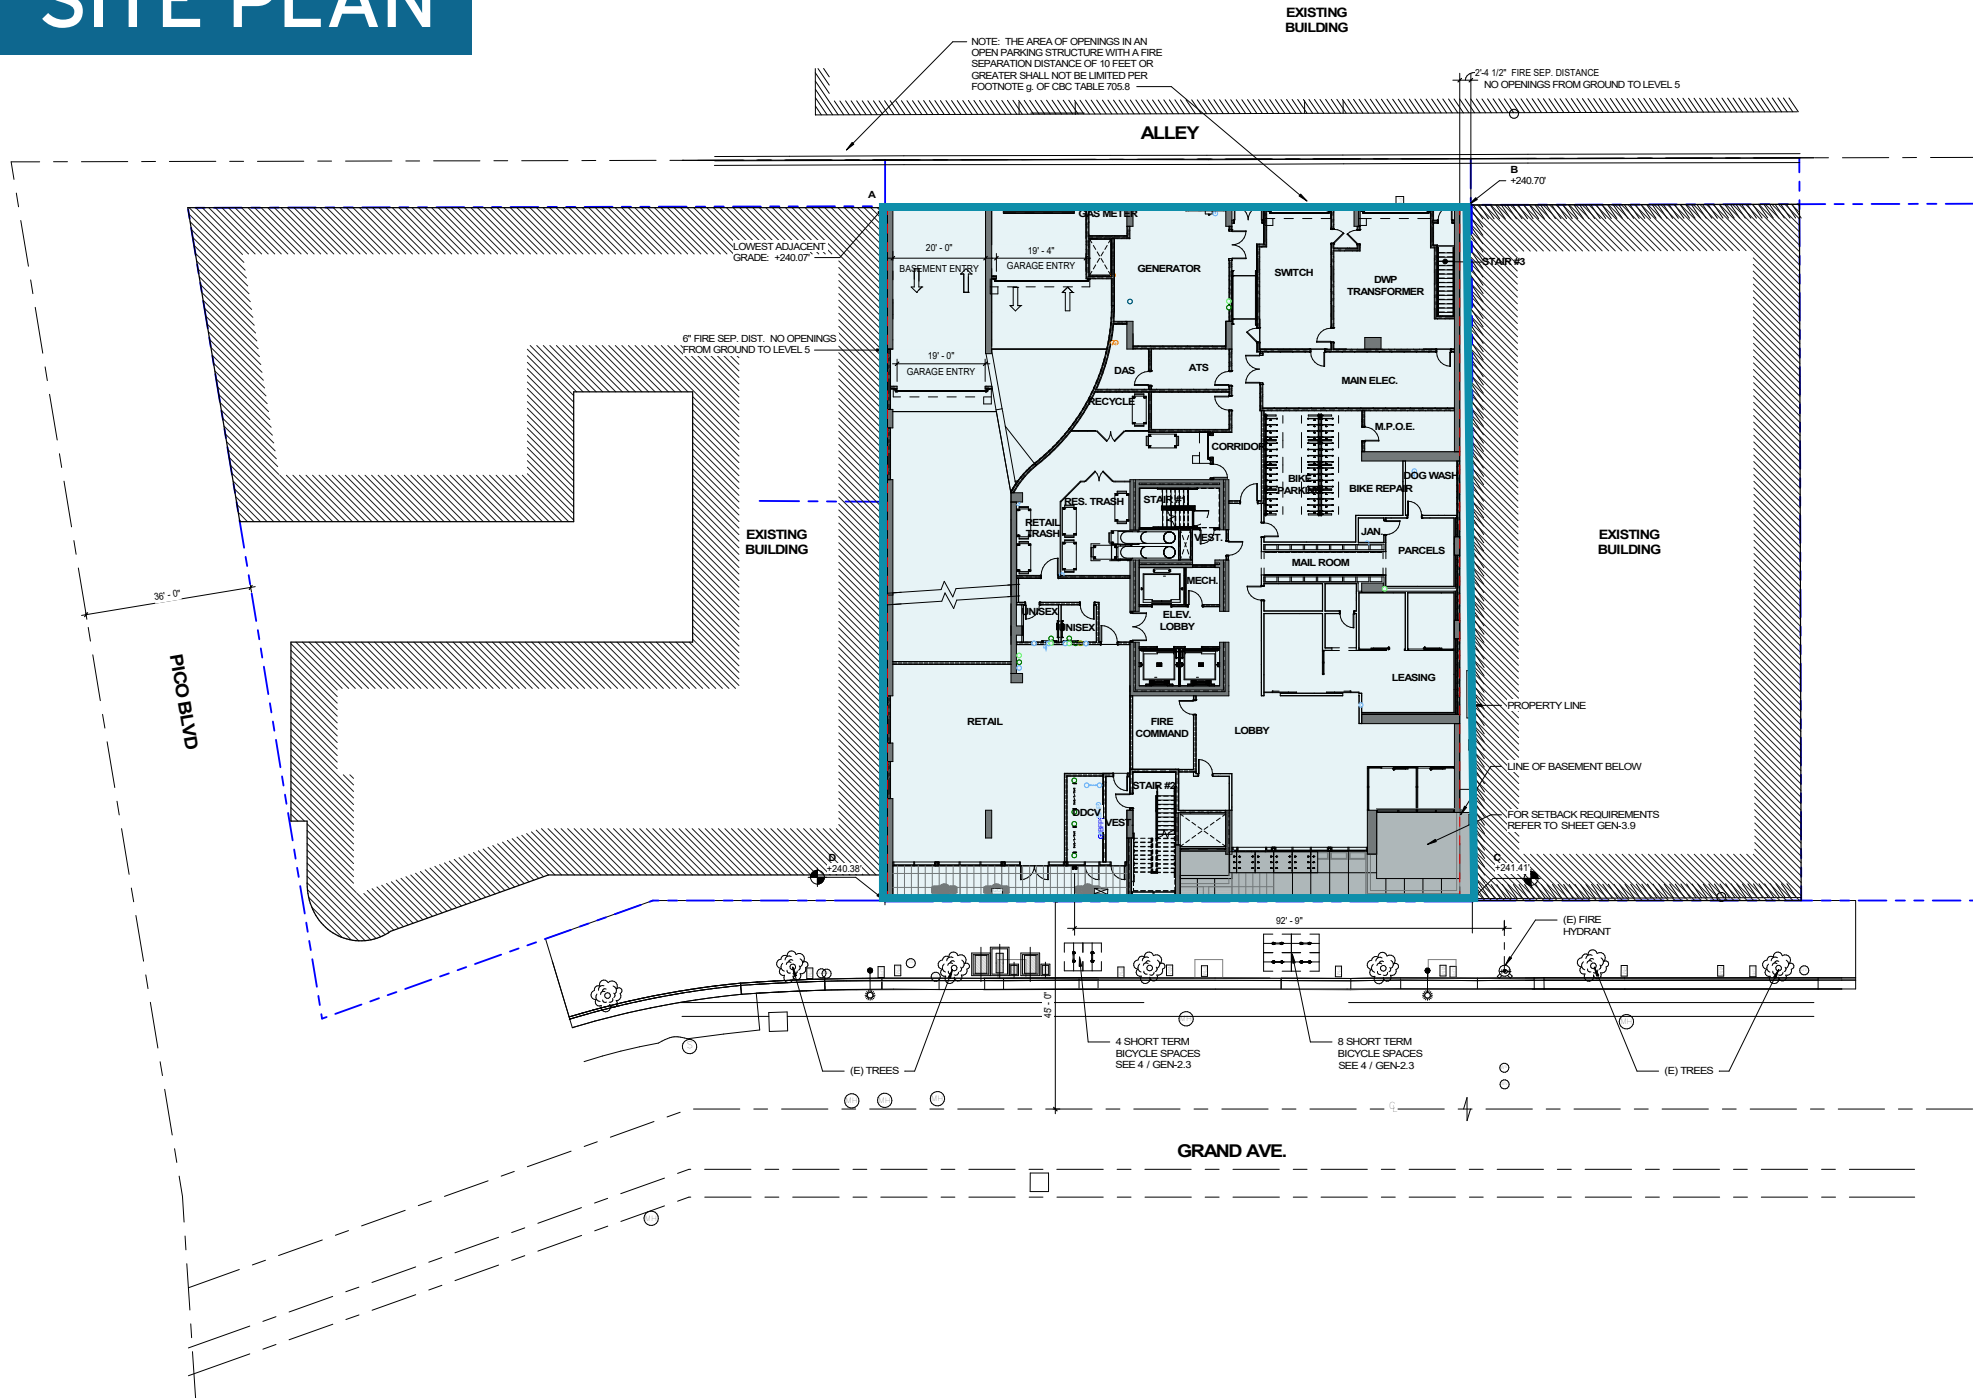 SITE PLAN
EXISTING
BUILDING
NOTE: THE AREA OF OPENINGS IN AN
OPEN PARKING STRUCTURE WITH A FIRE
SEPARATION DISTANCE OF 10 FEET OR
GREATER SHALL NOT BE LIMITED PER
FOOTNOTE g. OF CBC TABLE 705.8
2'-4 1/2" FIRE SEP. DISTANCE
NO OPENINGS FROM GROUND TO LEVEL 5
ALLEY
A
B
+240.70'
LOWEST ADJACENT
GRADE: +240.07'
GAS METER
20' - 0"
BASEMENT ENTRY
19' - 4"
GARAGE ENTRY
GENERATOR
SWITCH
DWP
TRANSFORMER
STAIR #3
6" FIRE SEP. DIST. NO OPENINGS
FROM GROUND TO LEVEL 5
19' - 0"
GARAGE ENTRY
DAS
ATS
MAIN ELEC.
RECYCLE
CORRIDOR
M.P.O.E.
BIKE
PARKING
BIKE REPAIR
DOG WASH
RES. TRASH
STAIR #1
RETAIL
TRASH
VEST.
JAN.
PARCELS
EXISTING
BUILDING
EXISTING
BUILDING
MAIL ROOM
MECH.
36' - 0"
UNISEX
UNISEX
ELEV.
LOBBY
LEASING
PICO BLVD
RETAIL
FIRE
COMMAND
LOBBY
PROPERTY LINE
LINE OF BASEMENT BELOW
STAIR #2
DDCV
VEST.
FOR SETBACK REQUIREMENTS
REFER TO SHEET GEN-3.9
D
+240.38'
C
+241.41'
92' - 9"
(E) FIRE
HYDRANT
45' - 0"
4 SHORT TERM
BICYCLE SPACES
SEE 4 / GEN-2.3
8 SHORT TERM
BICYCLE SPACES
SEE 4 / GEN-2.3
(E) TREES
(E) TREES
GRAND AVE.